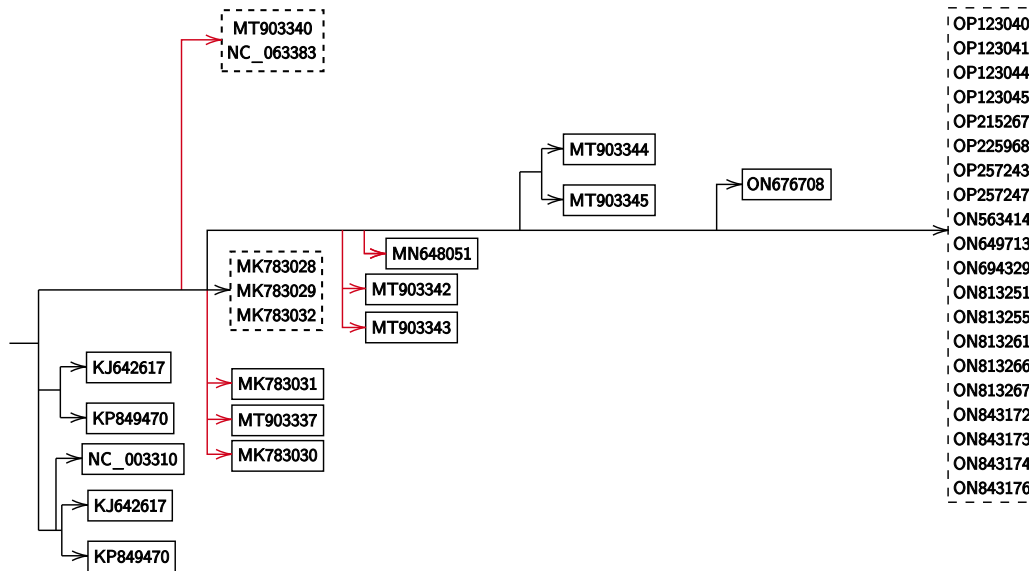 MT903340
NC_063383
MT903344
MT903345
ON676708
MN648051
MK783028
MK783029
MK783032
MT903342
MT903343
KJ642617
KP849470
MK783031
MT903337
MK783030
NC_003310
KJ642617
KP849470
OP123040
OP123041
OP123044
OP123045
OP215267
OP225968
OP257243
OP257247
ON563414
ON649713
ON694329
ON813251
ON813255
ON813261
ON813266
ON813267
ON843172
ON843173
ON843174
ON843176